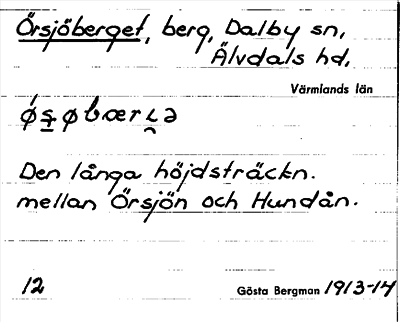 Örsjöberget, berg, Dalby sn,
Älvdals hd,
Värmlands län
Den långa höjdsträckn.
mellan Örsjön och Hundån.
12 Gösta Bergman 1913-14